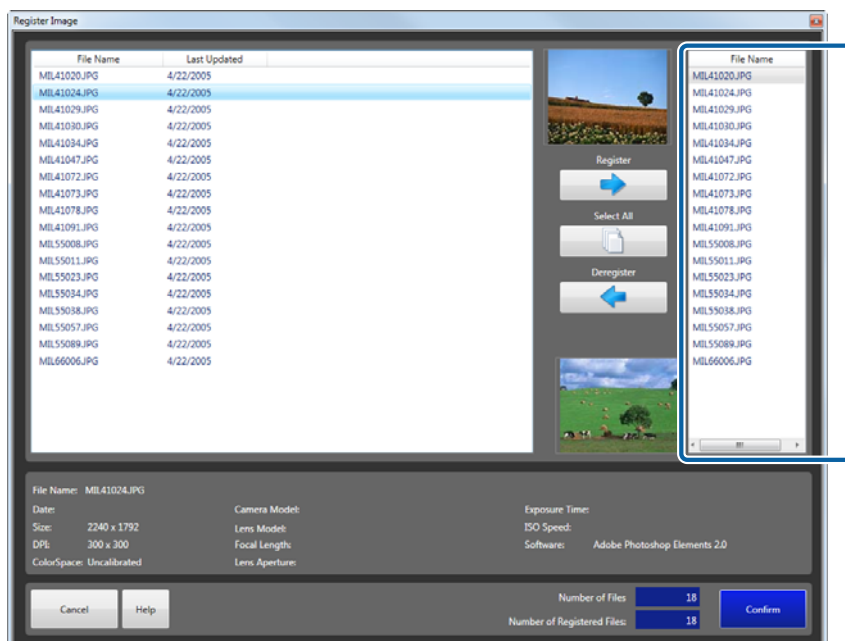 Register Image
File Name Last Updated
MIL41020.JPG 4/22/2005
MIL41024.JPG 4/22/2005
MIL41029.JPG 4/22/2005
MIL41030.JPG 4/22/2005
MIL41034.JPG 4/22/2005
MIL41047.JPG 4/22/2005
MIL41072.JPG 4/22/2005
MIL41073.JPG 4/22/2005
MIL41078.JPG 4/22/2005
MIL41091.JPG 4/22/2005
MIL55008.JPG 4/22/2005
MIL55011.JPG 4/22/2005
MIL55023.JPG 4/22/2005
MIL55034.JPG 4/22/2005
MIL55038.JPG 4/22/2005
MIL55057.JPG 4/22/2005
MIL55089.JPG 4/22/2005
MIL66006.JPG 4/22/2005
Register
Select All
Deregister
File Name
MIL41020.JPG
MIL41024.JPG
MIL41029.JPG
MIL41030.JPG
MIL41034.JPG
MIL41047.JPG
MIL41072.JPG
MIL41073.JPG
MIL41078.JPG
MIL41091.JPG
MIL55008.JPG
MIL55011.JPG
MIL55023.JPG
MIL55034.JPG
MIL55038.JPG
MIL55057.JPG
MIL55089.JPG
MIL66006.JPG
File Name: MIL41024.JPG
Date: Camera Model: Exposure Time:
Size: 2240 x 1792 Lens Model: ISO Speed:
DPI: 300 x 300 Focal Length: Software: Adobe Photoshop Elements 2.0
ColorSpace: Uncalibrated Lens Aperture:
Cancel Help
Number of Files 18
Number of Registered Files: 18
Confirm